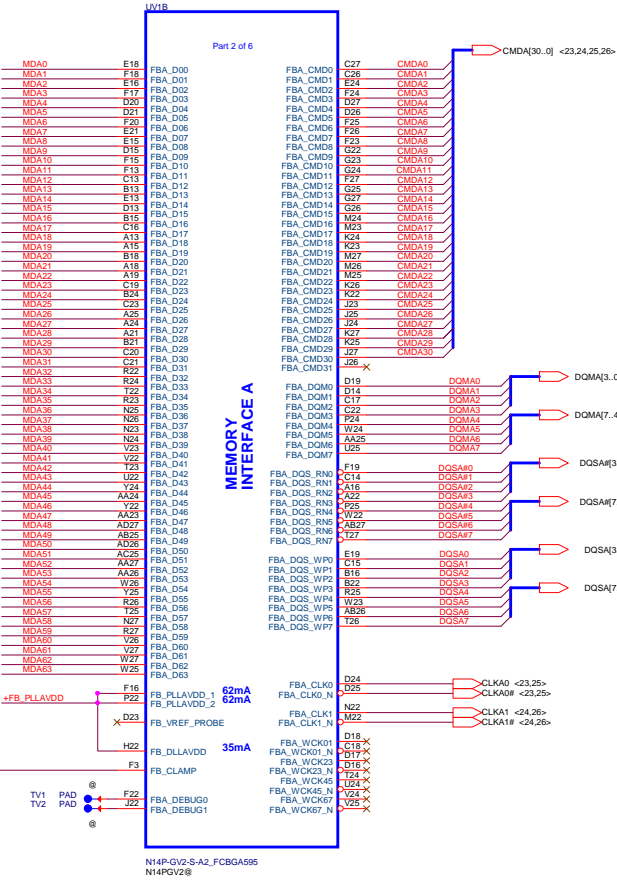 UV1B
Part 2 of 6
MDA0 E18 FBA_D00
MDA1 F18 FBA_D01
MDA2 E16 FBA_D02
MDA3 F17 FBA_D03
MDA4 D20 FBA_D04
MDA5 D21 FBA_D05
MDA6 F20 FBA_D06
MDA7 E21 FBA_D07
MDA8 E15 FBA_D08
MDA9 D15 FBA_D09
MDA10 F15 FBA_D10
MDA11 F13 FBA_D11
MDA12 C13 FBA_D12
MDA13 B13 FBA_D13
MDA14 E13 FBA_D14
MDA15 D13 FBA_D15
MDA16 B15 FBA_D16
MDA17 C16 FBA_D17
MDA18 A13 FBA_D18
MDA19 A15 FBA_D19
MDA20 B18 FBA_D20
MDA21 A18 FBA_D21
MDA22 A19 FBA_D22
MDA23 C19 FBA_D23
MDA24 B24 FBA_D24
MDA25 C23 FBA_D25
MDA26 A25 FBA_D26
MDA27 A24 FBA_D27
MDA28 A21 FBA_D28
MDA29 B21 FBA_D29
MDA30 C20 FBA_D30
MDA31 C21 FBA_D31
MDA32 R22 FBA_D32
MDA33 R24 FBA_D33
MDA34 T22 FBA_D34
MDA35 R23 FBA_D35
MDA36 N25 FBA_D36
MDA37 N26 FBA_D37
MDA38 N23 FBA_D38
MDA39 N24 FBA_D39
MDA40 V23 FBA_D40
MDA41 V22 FBA_D41
MDA42 T23 FBA_D42
MDA43 U22 FBA_D43
MDA44 Y24 FBA_D44
MDA45 AA24 FBA_D45
MDA46 Y22 FBA_D46
MDA47 AA23 FBA_D47
MDA48 AD27 FBA_D48
MDA49 AB25 FBA_D49
MDA50 AD26 FBA_D50
MDA51 AC25 FBA_D51
MDA52 AA27 FBA_D52
MDA53 AA26 FBA_D53
MDA54 W26 FBA_D54
MDA55 Y25 FBA_D55
MDA56 R26 FBA_D56
MDA57 T25 FBA_D57
MDA58 N27 FBA_D58
MDA59 R27 FBA_D59
MDA60 V26 FBA_D60
MDA61 V27 FBA_D61
MDA62 W27 FBA_D62
MDA63 W25 FBA_D63
+FB_PLLAVDD
F16 FB_PLLAVDD_1 62mA
P22 FB_PLLAVDD_2 62mA
D23 FB_VREF_PROBE
H22 FB_DLLAVDD 35mA
F3 FB_CLAMP
@
TV1 PAD F22 FBA_DEBUG0
TV2 PAD J22 FBA_DEBUG1
@
MEMORY
INTERFACE A
FBA_CMD0 C27 CMDA0
FBA_CMD1 C26 CMDA1
FBA_CMD2 E24 CMDA2
FBA_CMD3 F24 CMDA3
FBA_CMD4 D27 CMDA4
FBA_CMD5 D26 CMDA5
FBA_CMD6 F25 CMDA6
FBA_CMD7 F26 CMDA7
FBA_CMD8 F23 CMDA8
FBA_CMD9 G22 CMDA9
FBA_CMD10 G23 CMDA10
FBA_CMD11 G24 CMDA11
FBA_CMD12 F27 CMDA12
FBA_CMD13 G25 CMDA13
FBA_CMD14 G27 CMDA14
FBA_CMD15 G26 CMDA15
FBA_CMD16 M24 CMDA16
FBA_CMD17 M23 CMDA17
FBA_CMD18 K24 CMDA18
FBA_CMD19 K23 CMDA19
FBA_CMD20 M27 CMDA20
FBA_CMD21 M26 CMDA21
FBA_CMD22 M25 CMDA22
FBA_CMD23 K26 CMDA23
FBA_CMD24 K22 CMDA24
FBA_CMD25 J23 CMDA25
FBA_CMD26 J25 CMDA26
FBA_CMD27 J24 CMDA27
FBA_CMD28 K27 CMDA28
FBA_CMD29 K25 CMDA29
FBA_CMD30 J27 CMDA30
FBA_CMD31 J26
CMDA[30..0] <23,24,25,26>
FBA_DQM0 D19 DQMA0
FBA_DQM1 D14 DQMA1
FBA_DQM2 C17 DQMA2
FBA_DQM3 C22 DQMA3
FBA_DQM4 P24 DQMA4
FBA_DQM5 W24 DQMA5
FBA_DQM6 AA25 DQMA6
FBA_DQM7 U25 DQMA7
DQMA[3..0
DQMA[7..4
FBA_DQS_RN0 F19 DQSA#0
FBA_DQS_RN1 C14 DQSA#1
FBA_DQS_RN2 A16 DQSA#2
FBA_DQS_RN3 A22 DQSA#3
FBA_DQS_RN4 P25 DQSA#4
FBA_DQS_RN5 W22 DQSA#5
FBA_DQS_RN6 AB27 DQSA#6
FBA_DQS_RN7 T27 DQSA#7
DQSA#[3
DQSA#[7
FBA_DQS_WP0 E19 DQSA0
FBA_DQS_WP1 C15 DQSA1
FBA_DQS_WP2 B16 DQSA2
FBA_DQS_WP3 B22 DQSA3
FBA_DQS_WP4 R25 DQSA4
FBA_DQS_WP5 W23 DQSA5
FBA_DQS_WP6 AB26 DQSA6
FBA_DQS_WP7 T26 DQSA7
DQSA[3
DQSA[7
FBA_CLK0 D24 CLKA0 <23,25>
FBA_CLK0_N D25 CLKA0# <23,25>
FBA_CLK1 N22 CLKA1 <24,26>
FBA_CLK1_N M22 CLKA1# <24,26>
FBA_WCK01 D18
FBA_WCK01_N C18
FBA_WCK23 D17
FBA_WCK23_N D16
FBA_WCK45 T24
FBA_WCK45_N U24
FBA_WCK67 V24
FBA_WCK67_N V25
N14P-GV2-S-A2_FCBGA595
N14PGV2@